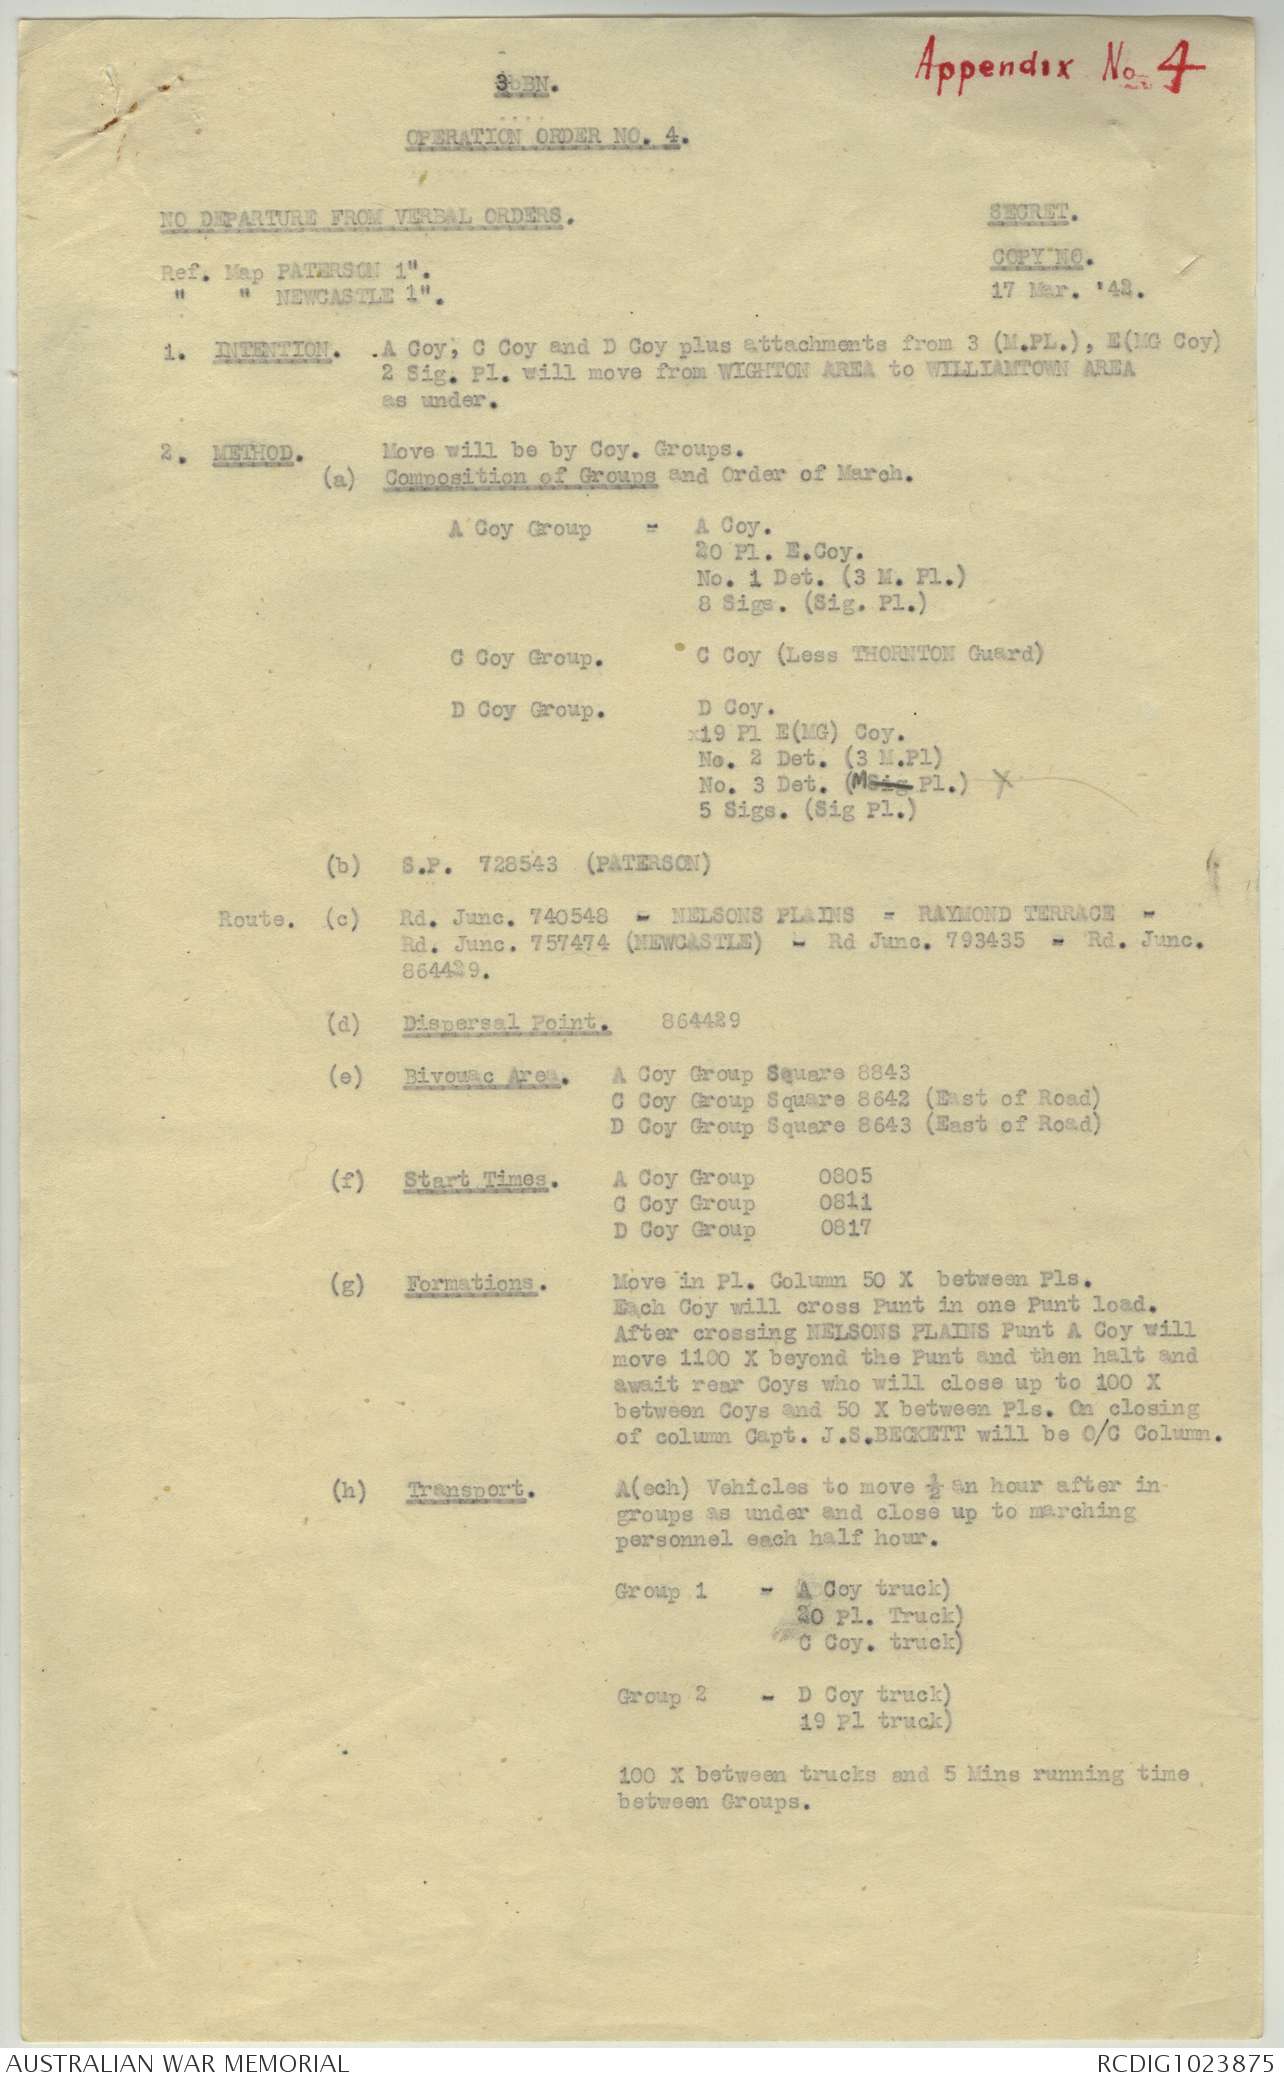 Appendix No. 4
36BN.
OPERATION ORDER NO. 4.
NO DEPARTURE FROM VERBAL ORDERS.
SECRET.
COPY NO.
Ref. Map PATERSON 1".
" " NEWCASTLE 1".
17 Mar. '42.
1. INTENTION. .A Coy, C Coy and D Coy plus attachments from 3 (M.PL.), E(MG Coy)
2 Sig. Pl. will move from WIGHTON AREA to WILLIAMTOWN AREA
as under.
2. METHOD. Move will be by Coy. Groups.
(a) Composition of Groups and Order of March.
A Coy Group - A Coy.
20 Pl. E.Coy.
No. 1 Det. (3 M. Pl.)
8 Sigs. (Sig. Pl.)
C Coy Group. C Coy (Less THORNTON Guard)
D Coy Group. D Coy.
x19 Pl E(MG) Coy.
No. 2 Det. (3 M.Pl)
No. 3 Det. (M Sig Pl.) X
5 Sigs. (Sig Pl.)
(b) S.P. 728543 (PATERSON)
Route. (c) Rd. Junc. 740548 - NELSONS PLAINS - RAYMOND TERRACE -
Rd. Junc. 757474 (NEWCASTLE) - Rd Junc. 793435 - Rd. Junc.
864429.
(d) Dispersal Point. 864429
(e) Bivouac Area. A Coy Group Square 8843
C Coy Group Square 8642 (East of Road)
D Coy Group Square 8643 (East of Road)
(f) Start Times. A Coy Group 0805
C Coy Group 0811
D Coy Group 0817
(g) Formations. Move in Pl. Column 50 X between Pls.
Each Coy will cross Punt in one Punt load.
After crossing NELSONS PLAINS Punt A Coy will
move 1100 X beyond the Punt and then halt and
await rear Coys who will close up to 100 X
between Coys and 50 X between Pls. On closing
of column Capt. J.S.BECKETT will be O/C Column.
(h) Transport. A(ech) Vehicles to move ½ an hour after in
groups as under and close up to marching
personnel each half hour.
Group 1 - A Coy truck)
20 Pl. Truck)
C Coy. truck)
Group 2 - D Coy truck)
19 Pl truck)
100 X between trucks and 5 Mins running time
between Groups.
AUSTRALIAN WAR MEMORIAL
RCDIG1023875